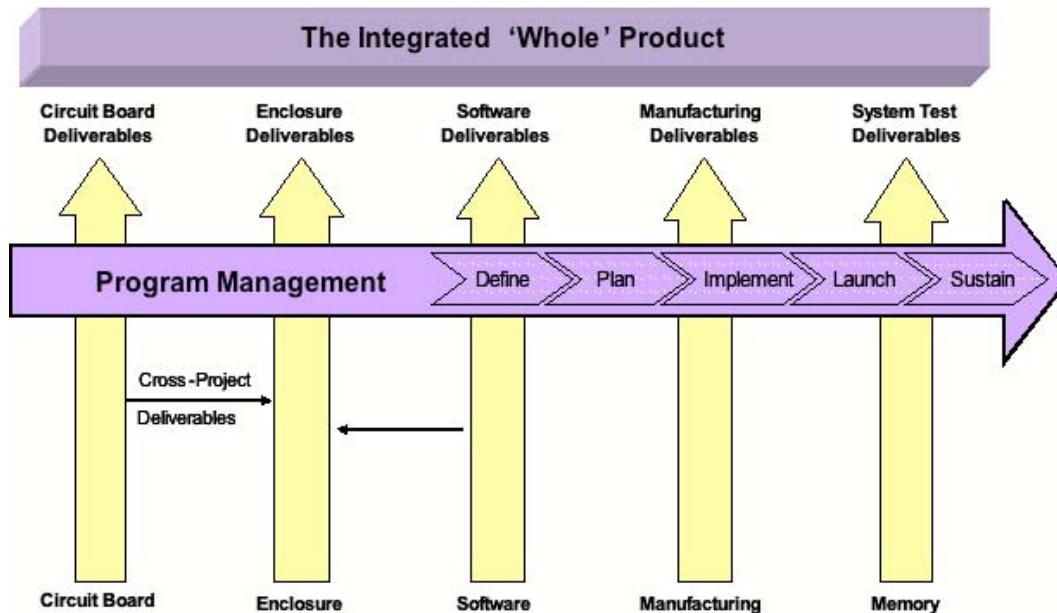 The Integrated 'Whole' Product
Circuit Board
Deliverables
Enclosure
Deliverables
Software
Deliverables
Manufacturing
Deliverables
System Test
Deliverables
Program Management
Define
Plan
Implement
Launch
Sustain
Cross-Project
Deliverables
Circuit Board
Enclosure
Software
Manufacturing
Memory